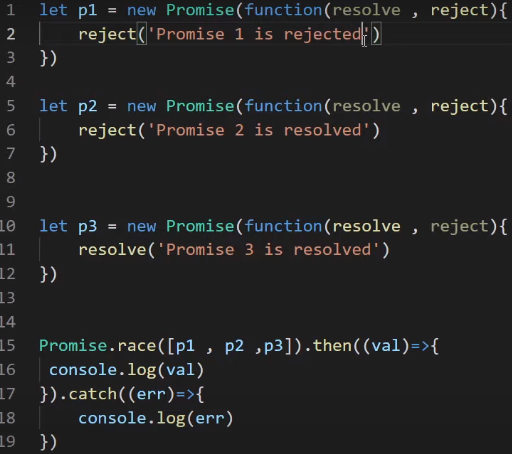 1 let p1 = new Promise(function(resolve , reject){
2     reject('Promise 1 is rejected')
3 })
4
5 let p2 = new Promise(function(resolve , reject){
6     reject('Promise 2 is resolved')
7 })
8
9
10 let p3 = new Promise(function(resolve , reject){
11     resolve('Promise 3 is resolved')
12 })
13
14
15 Promise.race([p1 , p2 ,p3]).then((val)=>{
16  console.log(val)
17 }).catch((err)=>{
18     console.log(err)
19 })